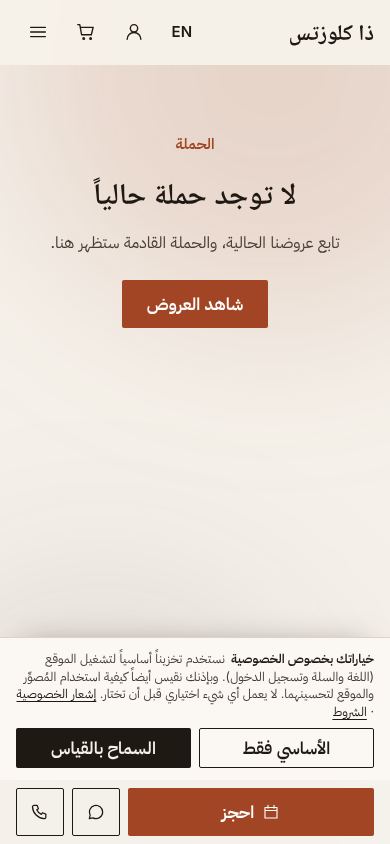 ذا كلوزتس
EN
الحملة
لا توجد حملة حالياً
تابع عروضنا الحالية، والحملة القادمة ستظهر هنا.
شاهد العروض
خياراتك بخصوص الخصوصية نستخدم تخزيناً أساسياً لتشغيل الموقع
(اللغة والسلة وتسجيل الدخول). وبإذنك نقيس أيضاً كيفية استخدام المُصوِّر
والموقع لتحسينهما. لا يعمل أي شيء اختياري قبل أن تختار. إشعار الخصوصية
· الشروط
الأساسي فقط
السماح بالقياس
احجز